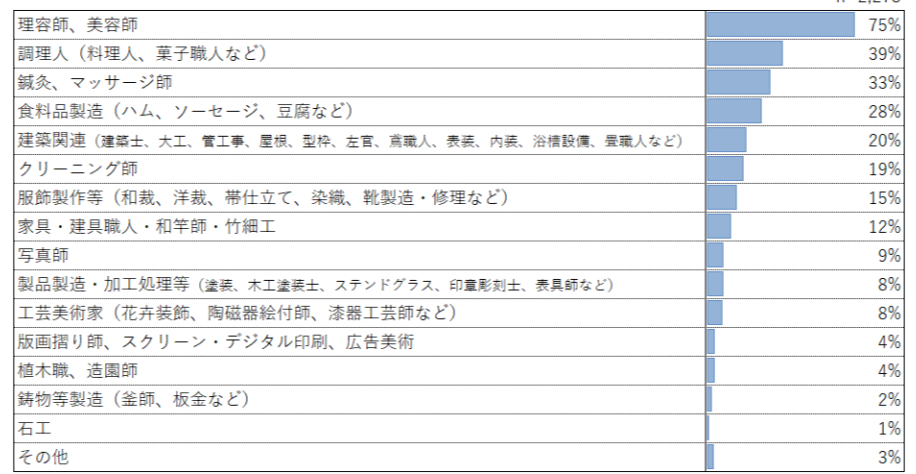 理容師、美容師 75%
調理人（料理人、菓子職人など） 39%
鍼灸、マッサージ師 33%
食料品製造（ハム、ソーセージ、豆腐など） 28%
建築関連（建築士、大工、管工事、屋根、型枠、左官、鳶職人、表装、内装、浴槽設備、畳職人など） 20%
クリーニング師 19%
服飾製作等（和裁、洋裁、帯仕立て、染織、靴製造・修理など） 15%
家具・建具職人・和竿師・竹細工 12%
写真師 9%
製品製造・加工処理等（塗装、木工塗装士、ステンドグラス、印章彫刻士、表具師など） 8%
工芸美術家（花卉装飾、陶磁器絵付師、漆器工芸師など） 8%
版画摺り師、スクリーン・デジタル印刷、広告美術 4%
植木職、造園師 4%
鋳物等製造（釜師、板金など） 2%
石工 1%
その他 3%